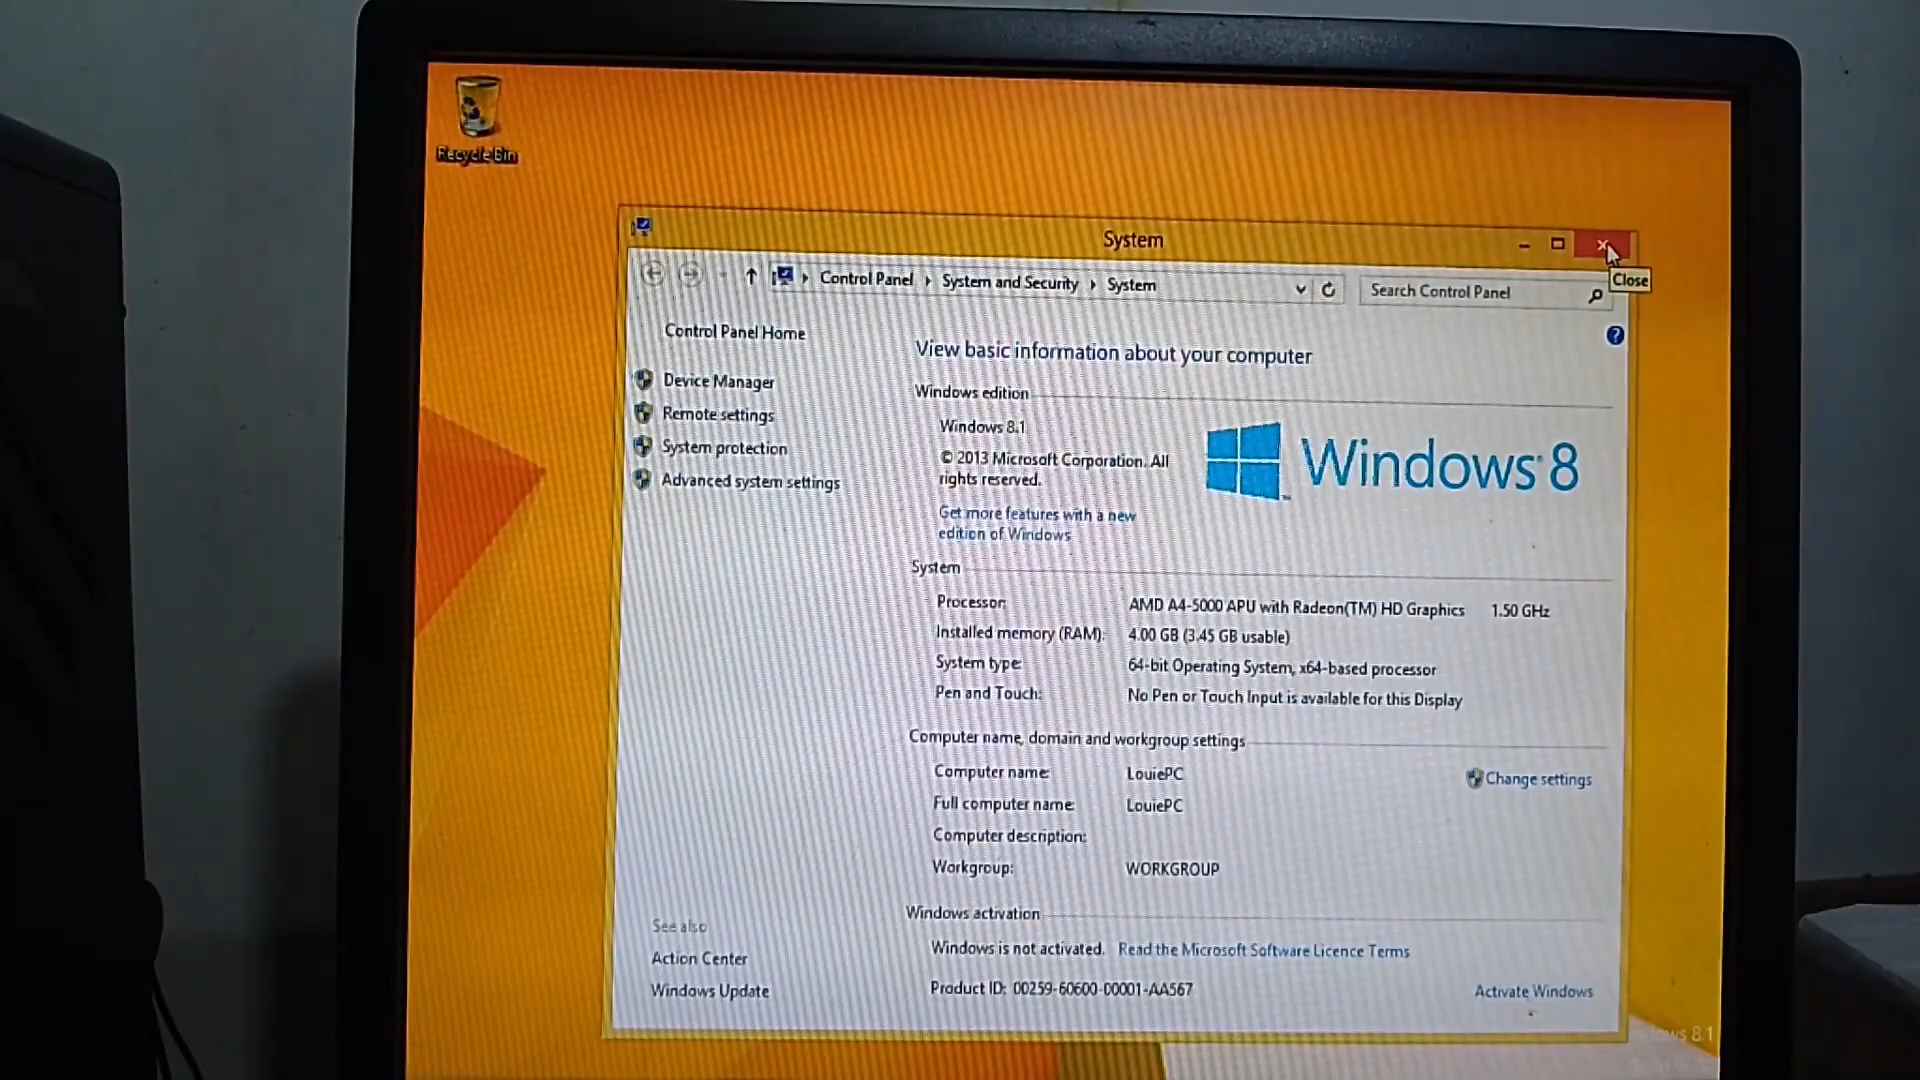 Recycle Bin
System
Close
Control Panel System and Security System
Search Control Panel
Control Panel Home
Device Manager
Remote settings
System protection
Advanced system settings
View basic information about your computer
Windows edition
Windows 8.1
© 2013 Microsoft Corporation. All
rights reserved.
Get more features with a new
edition of Windows
Windows 8
System
Processor: AMD A4-5000 APU with Radeon(TM) HD Graphics 1.50 GHz
Installed memory (RAM): 4.00 GB (3.45 GB usable)
System type: 64-bit Operating System, x64-based processor
Pen and Touch: No Pen or Touch Input is available for this Display
Computer name, domain and workgroup settings
Computer name: LouiePC
Change settings
Full computer name: LouiePC
Computer description:
Workgroup: WORKGROUP
Windows activation
Windows is not activated. Read the Microsoft Software Licence Terms
Product ID: 00259-60600-00001-AA567
Activate Windows
See also
Action Center
Windows Update
8.1